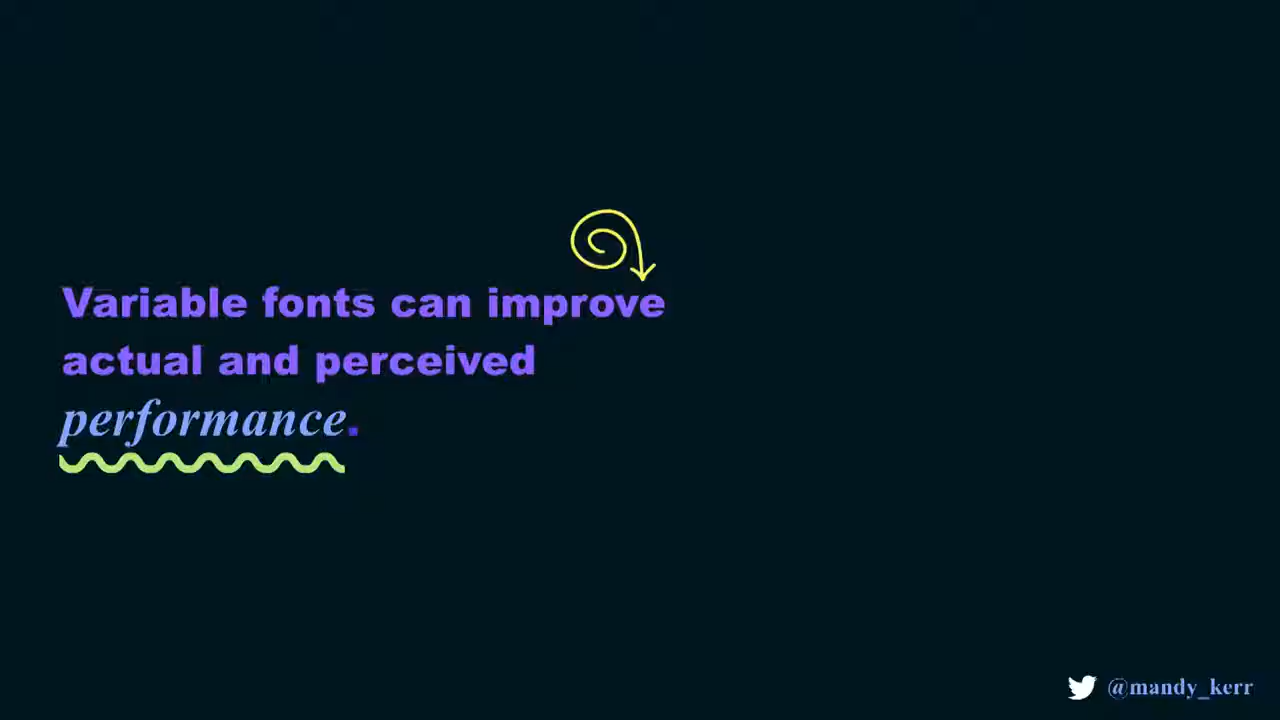 Variable fonts can improve
actual and perceived
performance.
@mandy_kerr